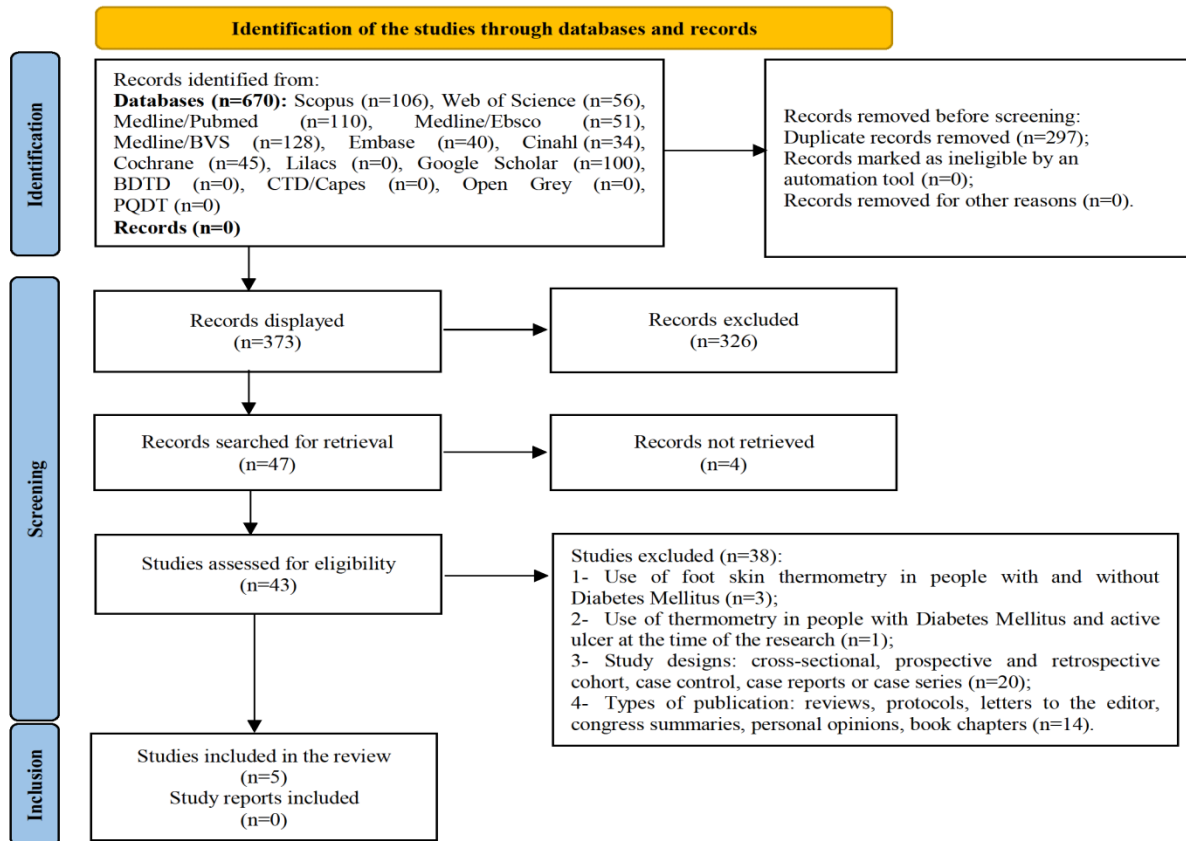 Identification of the studies through databases and records
Identification
Records identified from:
Databases (n=670): Scopus (n=106), Web of Science (n=56),
Medline/Pubmed (n=110), Medline/Ebsco (n=51),
Medline/BVS (n=128), Embase (n=40), Cinahl (n=34),
Cochrane (n=45), Lilacs (n=0), Google Scholar (n=100),
BDTD (n=0), CTD/Capes (n=0), Open Grey (n=0),
PQDT (n=0)
Records (n=0)
Records removed before screening:
Duplicate records removed (n=297);
Records marked as ineligible by an
automation tool (n=0);
Records removed for other reasons (n=0).
Screening
Records displayed
(n=373)
Records excluded
(n=326)
Records searched for retrieval
(n=47)
Records not retrieved
(n=4)
Studies assessed for eligibility
(n=43)
Studies excluded (n=38):
1- Use of foot skin thermometry in people with and without
Diabetes Mellitus (n=3);
2- Use of thermometry in people with Diabetes Mellitus and active
ulcer at the time of the research (n=1);
3- Study designs: cross-sectional, prospective and retrospective
cohort, case control, case reports or case series (n=20);
4- Types of publication: reviews, protocols, letters to the editor,
congress summaries, personal opinions, book chapters (n=14).
Inclusion
Studies included in the review
(n=5)
Study reports included
(n=0)